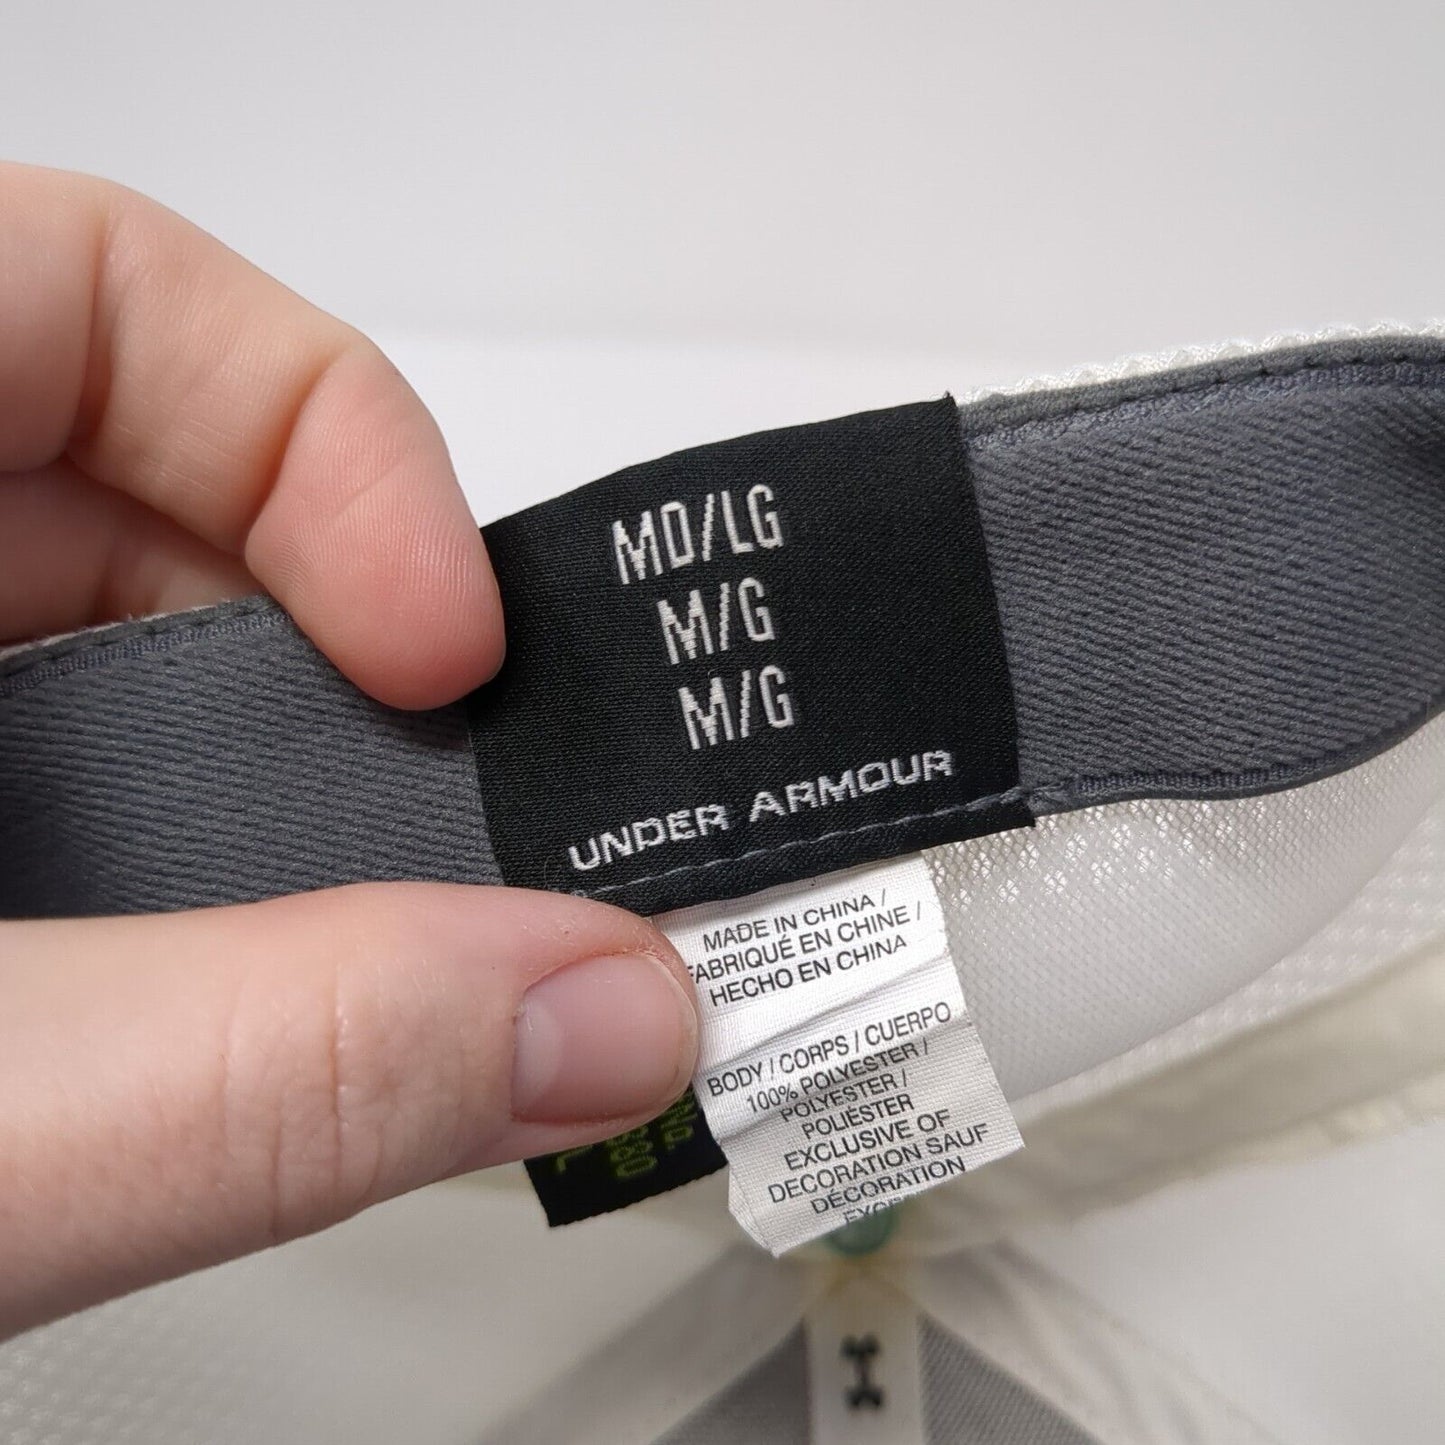 MD/LG
M/G
M/G
UNDER ARMOUR
MADE IN CHINA /
FABRIQUÉ EN CHINE /
HECHO EN CHINA
BODY / CORPS / CUERPO
100% POLYESTER /
POLYESTER /
POLIÉSTER
EXCLUSIVE OF
DECORATION SAUF
DÉCORATION